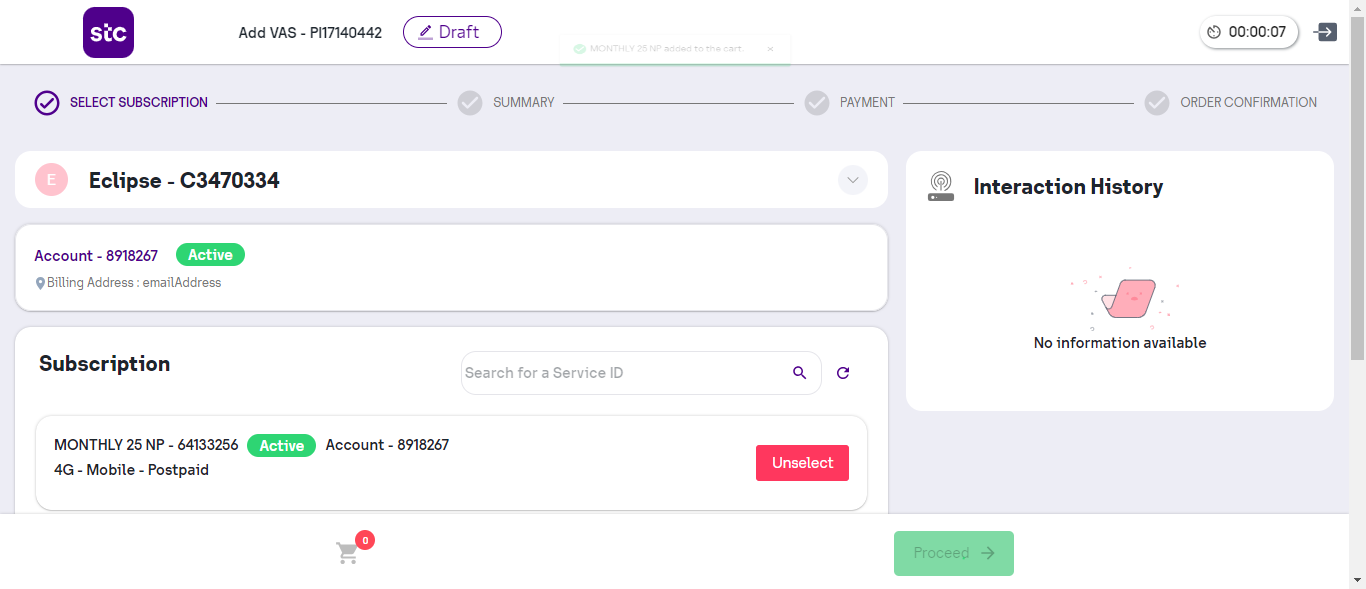 stc
Add VAS - PI17140442
Draft
MONTHLY 25 NP added to the cart.
×
00:00:07
SELECT SUBSCRIPTION
SUMMARY
PAYMENT
ORDER CONFIRMATION
E
Eclipse - C3470334
Interaction History
Account - 8918267
Active
Billing Address : emailAddress
No information available
Subscription
Search for a Service ID
MONTHLY 25 NP - 64133256 Active Account - 8918267
4G - Mobile - Postpaid
Unselect
0
Proceed